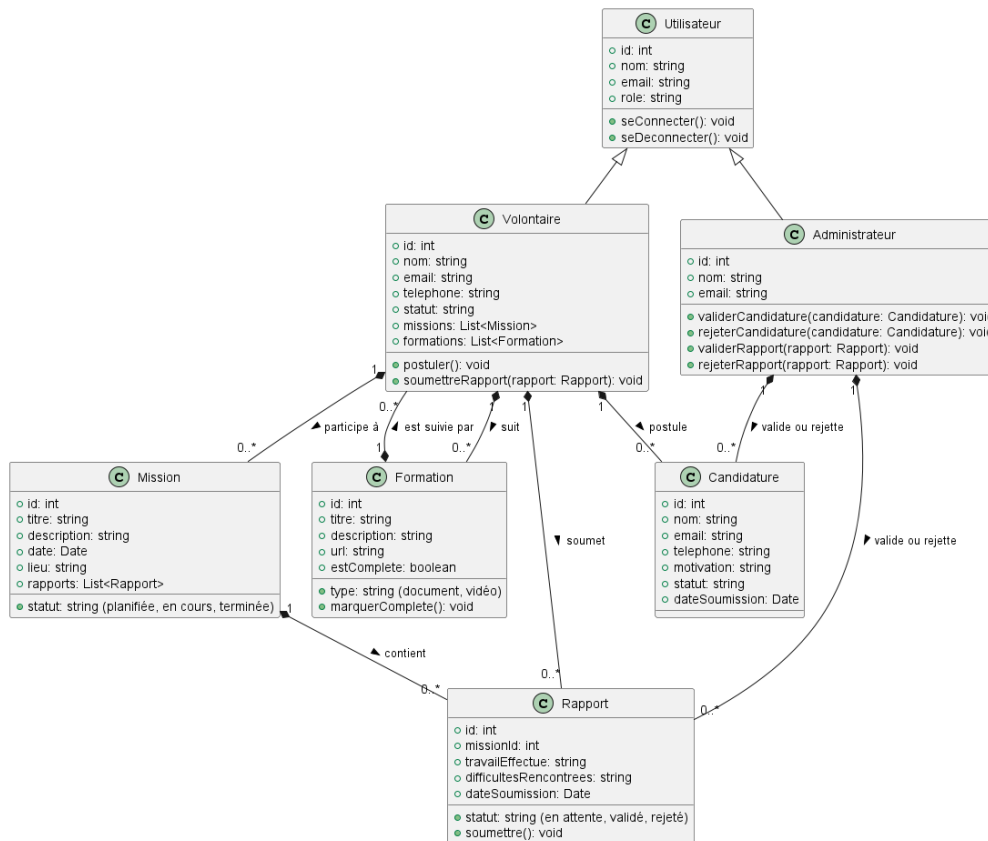 C Utilisateur
id: int
nom: string
email: string
role: string
seConnecter(): void
seDeconnecter(): void
C Volontaire
id: int
nom: string
email: string
telephone: string
statut: string
missions: List<Mission>
formations: List<Formation>
postuler(): void
soumettreRapport(rapport: Rapport): void
C Administrateur
id: int
nom: string
email: string
validerCandidature(candidature: Candidature): voi
rejeterCandidature(candidature: Candidature): voi
validerRapport(rapport: Rapport): void
rejeterRapport(rapport: Rapport): void
1
participe à
0..*
0..*
est suivie par
1
1
suit
0..*
1
soumet
0..*
1
postule
0..*
1
valide ou rejette
0..*
1
valide ou rejette
0..*
C Mission
id: int
titre: string
description: string
date: Date
lieu: string
rapports: List<Rapport>
statut: string (planifiée, en cours, terminée)
C Formation
id: int
titre: string
description: string
url: string
estComplete: boolean
type: string (document, vidéo)
marquerComplete(): void
C Candidature
id: int
nom: string
email: string
telephone: string
motivation: string
statut: string
dateSoumission: Date
1
contient
0..*
C Rapport
id: int
missionId: int
travailEffectue: string
difficultesRencontrees: string
dateSoumission: Date
statut: string (en attente, validé, rejeté)
soumettre(): void